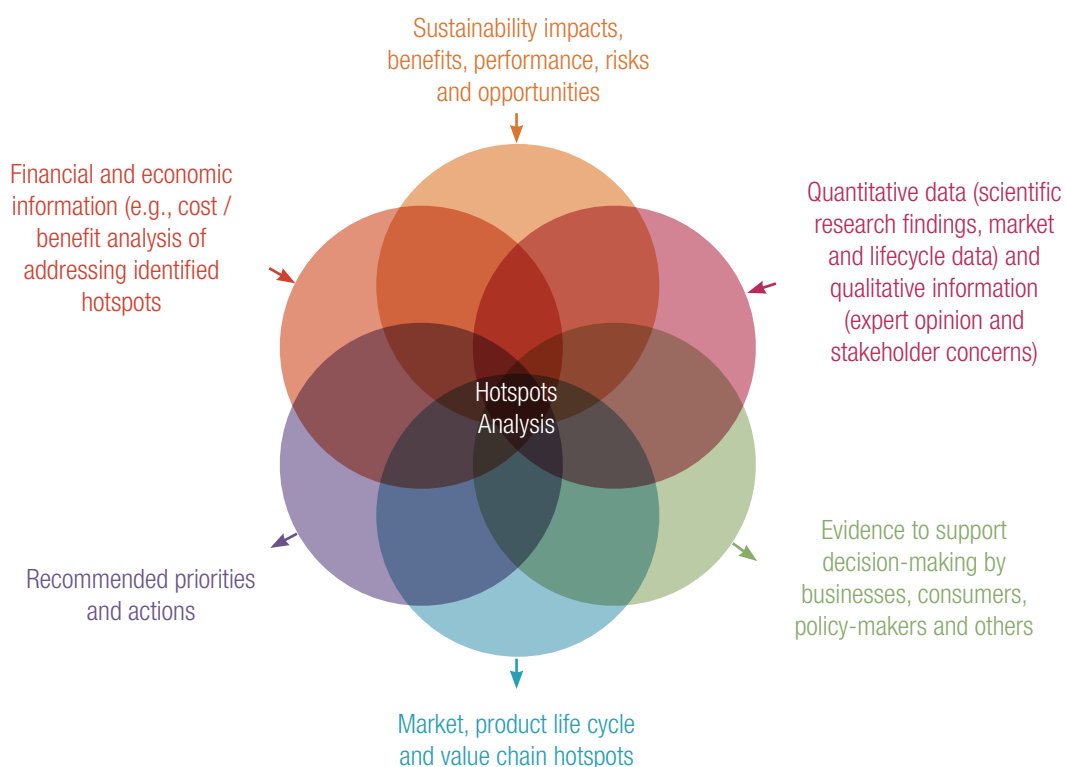 Sustainability impacts,
benefits, performance, risks
and opportunities
Financial and economic
information (e.g., cost /
benefit analysis of
addressing identified
hotspots
Quantitative data (scientific
research findings, market
and lifecycle data) and
qualitative information
(expert opinion and
stakeholder concerns)
Hotspots
Analysis
Recommended priorities
and actions
Evidence to support
decision-making by
businesses, consumers,
policy-makers and others
Market, product life cycle
and value chain hotspots